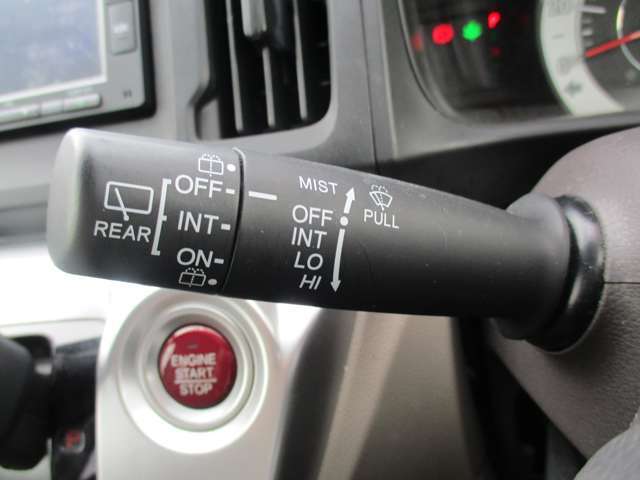 OFF
INT
ON
REAR
MIST
OFF
INT
LO
HI
PULL
ENGINE
START
STOP